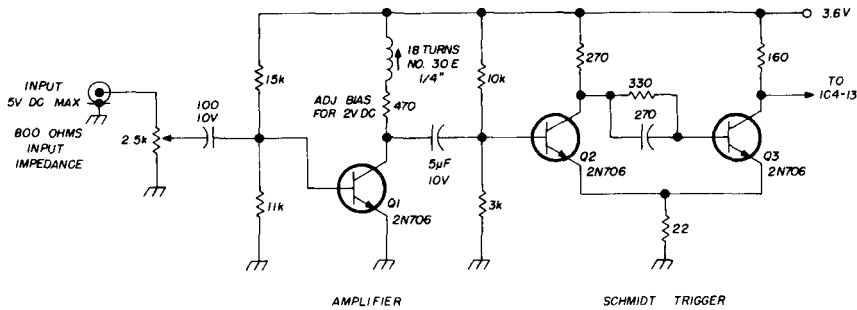 INPUT
5V DC MAX
800 OHMS
INPUT
IMPEDANCE
2.5k
100
10V
15k
11k
18 TURNS
NO. 30 E
1/4"
ADJ BIAS
FOR 2V DC
470
Q1
2N706
5µF
10V
10k
3k
270
330
270
Q2
2N706
22
Q3
2N706
160
3.6V
TO
IC4-13
AMPLIFIER
SCHMIDT TRIGGER